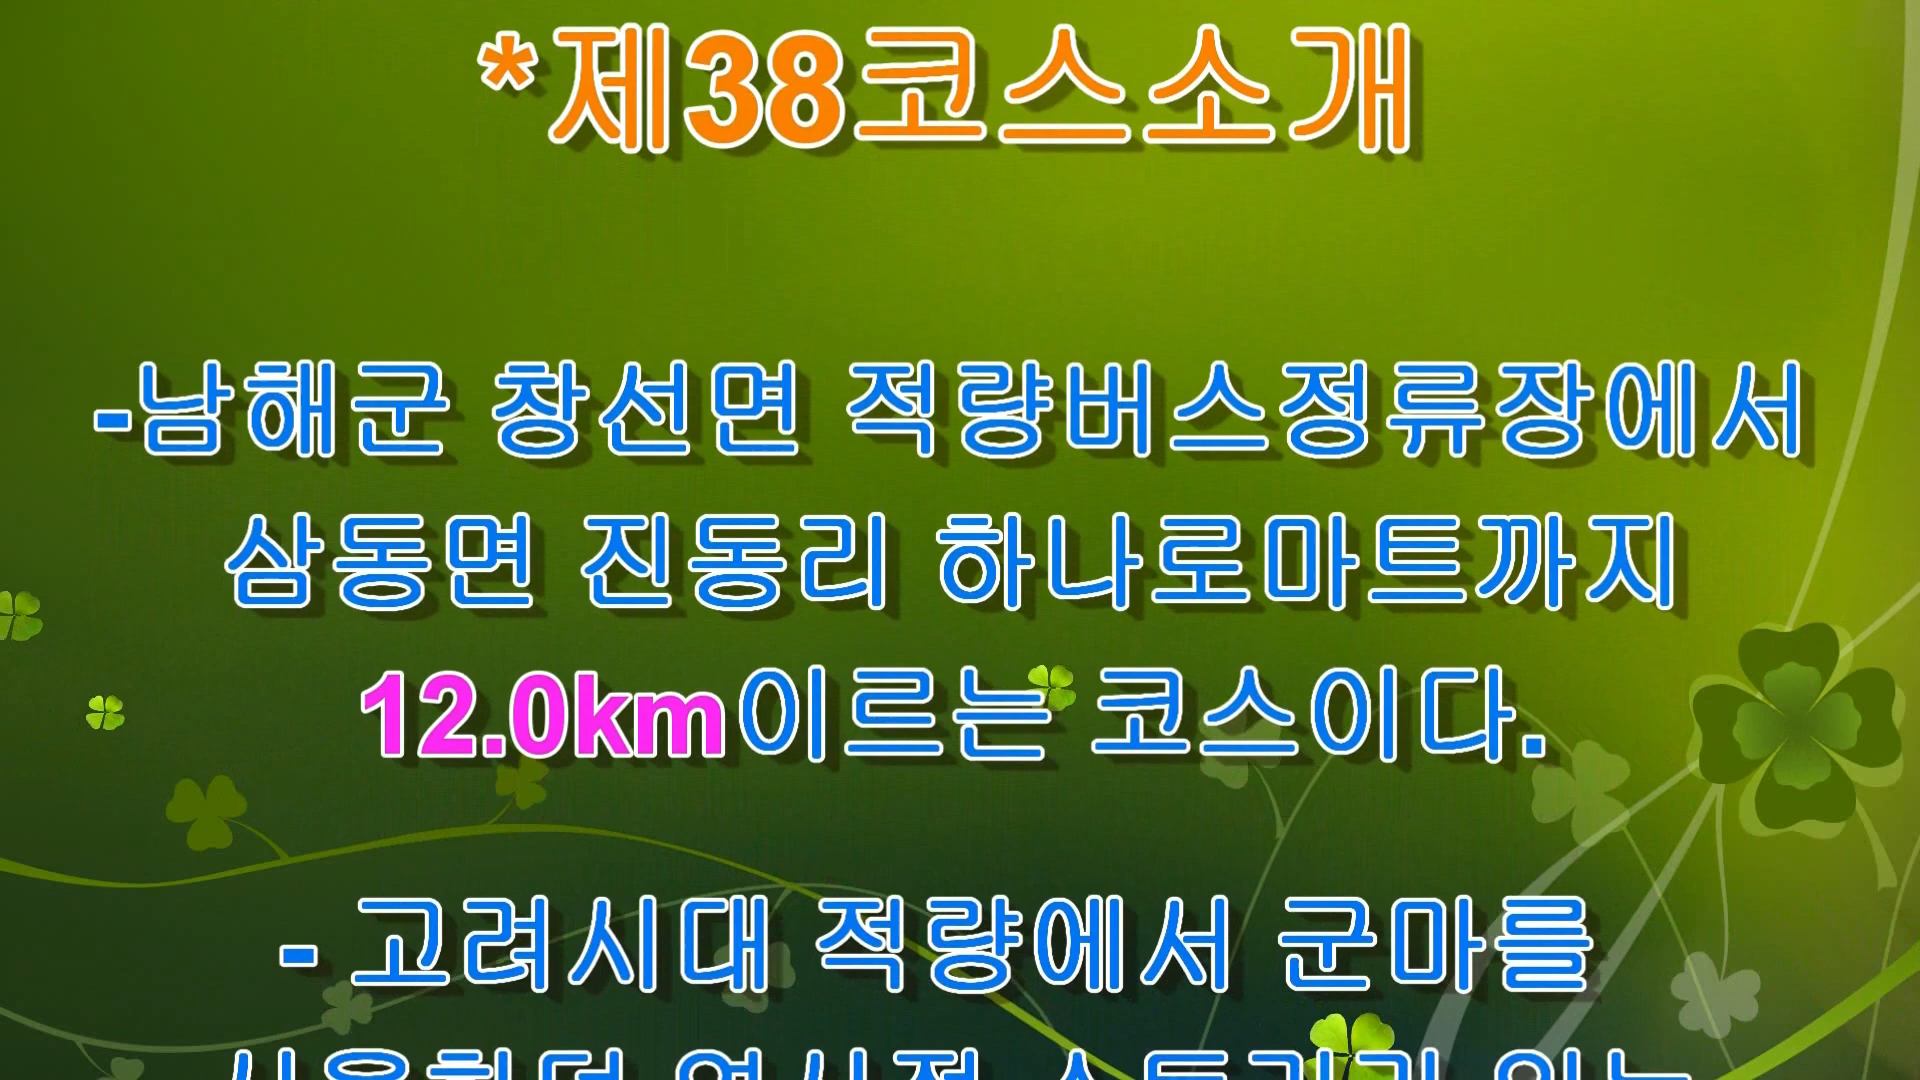 *제38코스소개
-남해군 창선면 적량버스정류장에서
삼동면 진동리 하나로마트까지
12.0km이르는 코스이다.
- 고려시대 적량에서 군마를